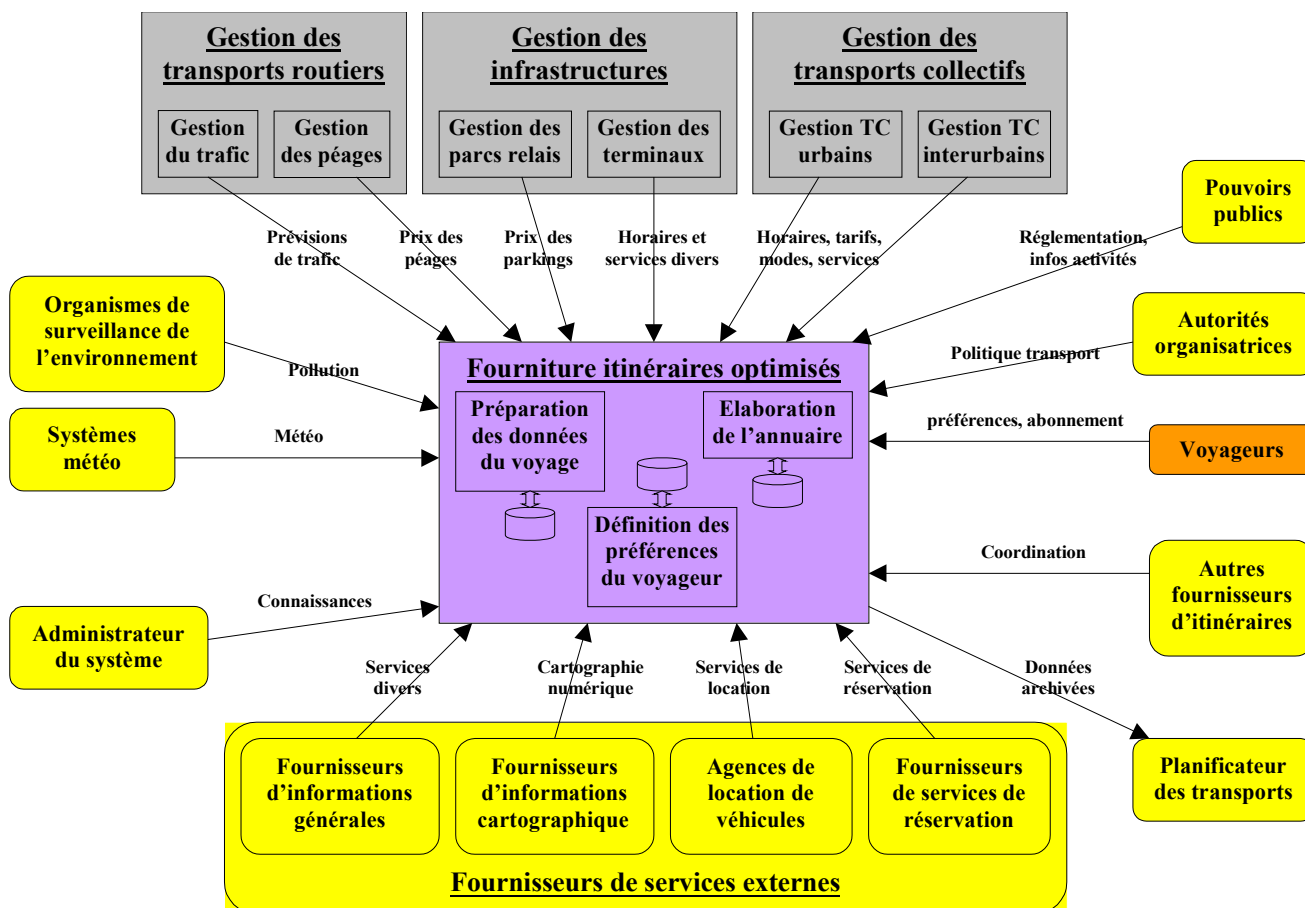 Gestion des
transports routiers
Gestion
du trafic
Gestion
des péages
Gestion des
infrastructures
Gestion des
parcs relais
Gestion des
terminaux
Gestion des
transports collectifs
Gestion TC
urbains
Gestion TC
interurbains
Pouvoirs
publics
Prévisions
de trafic
Prix des
péages
Prix des
parkings
Horaires et
services divers
Horaires, tarifs,
modes, services
Réglementation,
infos activités
Organismes de
surveillance de
l’environnement
Pollution
Autorités
organisatrices
Politique transport
Fourniture itinéraires optimisés
Préparation
des données
du voyage
Elaboration
de l’annuaire
Définition des
préférences
du voyageur
Systèmes
météo
Météo
préférences, abonnement
Voyageurs
Coordination
Autres
fournisseurs
d’itinéraires
Connaissances
Administrateur
du système
Services
divers
Cartographie
numérique
Services de
location
Services de
réservation
Données
archivées
Fournisseurs
d’informations
générales
Fournisseurs
d’informations
cartographique
Agences de
location de
véhicules
Fournisseurs
de services de
réservation
Planificateur
des transports
Fournisseurs de services externes